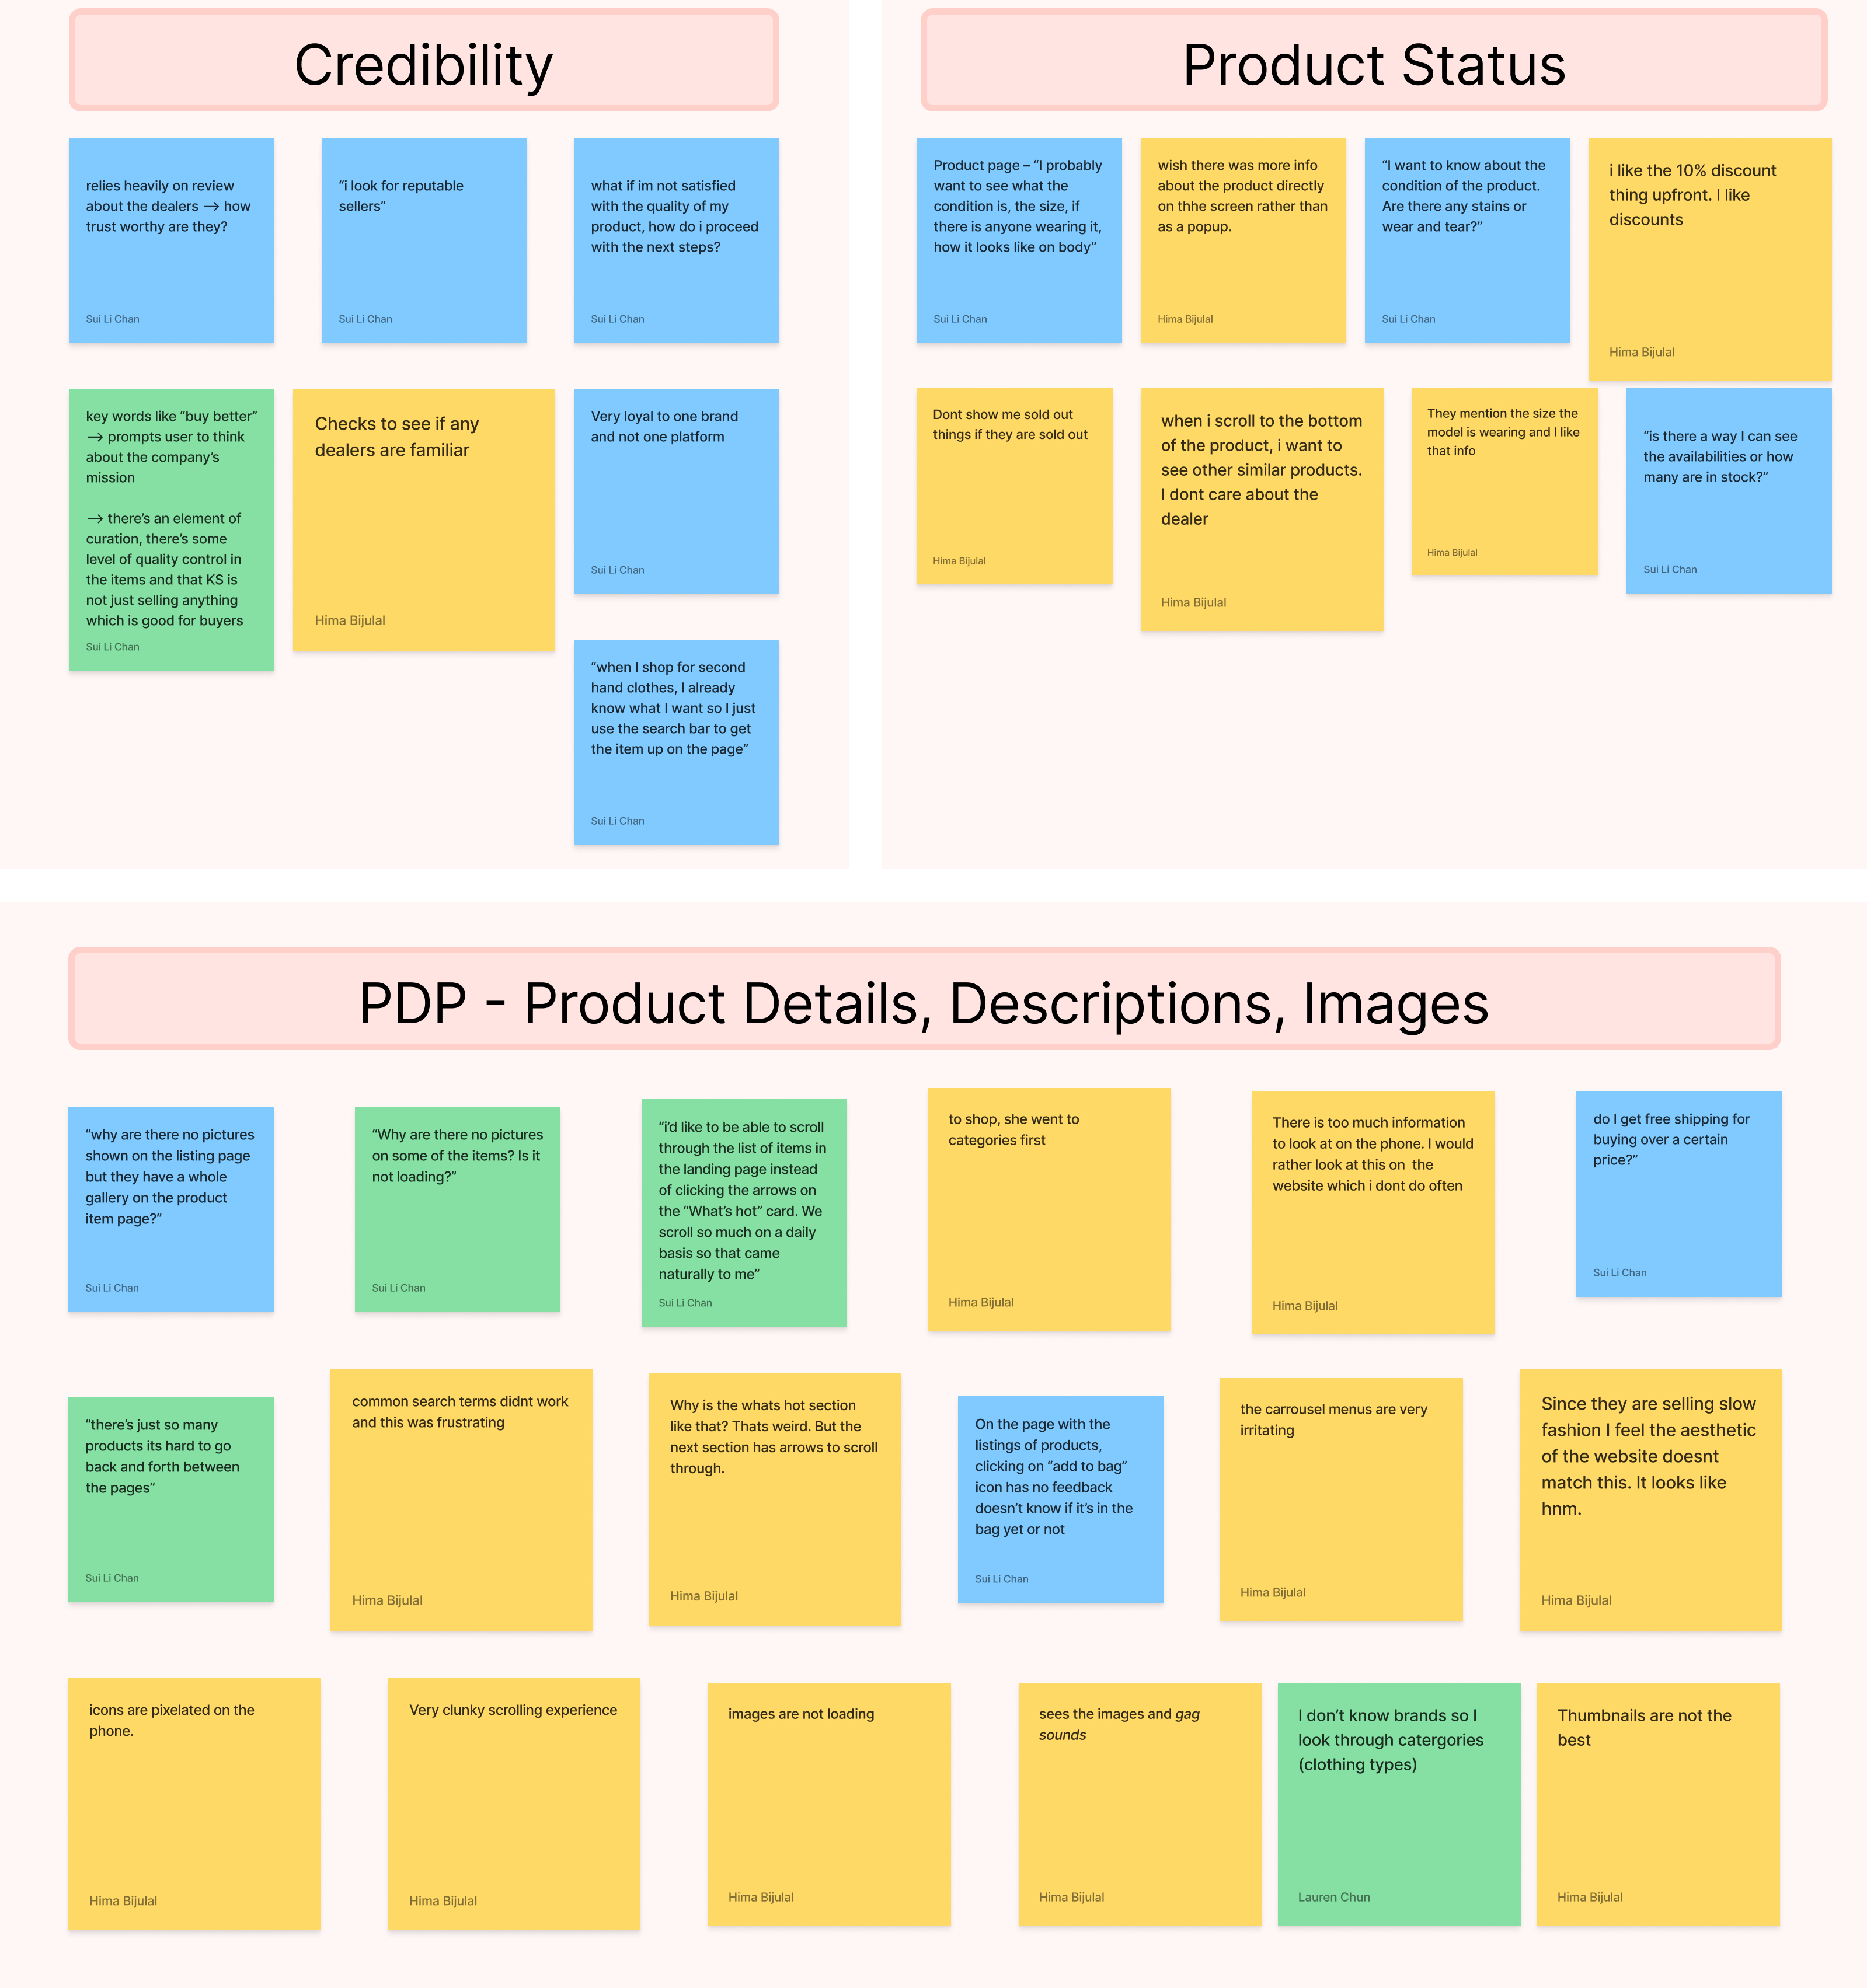 Credibility
relies heavily on review
about the dealers → how
trust worthy are they?
Sui Li Chan
“i look for reputable
sellers”
Sui Li Chan
what if im not satisfied
with the quality of my
product, how do i proceed
with the next steps?
Sui Li Chan
key words like “buy better”
→ prompts user to think
about the company’s
mission
→ there’s an element of
curation, there’s some
level of quality control in
the items and that KS is
not just selling anything
which is good for buyers
Sui Li Chan
Checks to see if any
dealers are familiar
Hima Bijulal
Very loyal to one brand
and not one platform
Sui Li Chan
“when I shop for second
hand clothes, I already
know what I want so I just
use the search bar to get
the item up on the page”
Sui Li Chan
Product Status
Product page – “I probably
want to see what the
condition is, the size, if
there is anyone wearing it,
how it looks like on body”
Sui Li Chan
wish there was more info
about the product directly
on thhe screen rather than
as a popup.
Hima Bijulal
“I want to know about the
condition of the product.
Are there any stains or
wear and tear?”
Sui Li Chan
i like the 10% discount
thing upfront. I like
discounts
Hima Bijulal
Dont show me sold out
things if they are sold out
Hima Bijulal
when i scroll to the bottom
of the product, i want to
see other similar products.
I dont care about the
dealer
Hima Bijulal
They mention the size the
model is wearing and I like
that info
Hima Bijulal
“is there a way I can see
the availabilities or how
many are in stock?”
Sui Li Chan
PDP - Product Details, Descriptions, Images
“why are there no pictures
shown on the listing page
but they have a whole
gallery on the product
item page?”
Sui Li Chan
“Why are there no pictures
on some of the items? Is it
not loading?”
Sui Li Chan
“i’d like to be able to scroll
through the list of items in
the landing page instead
of clicking the arrows on
the “What’s hot” card. We
scroll so much on a daily
basis so that came
naturally to me”
Sui Li Chan
to shop, she went to
categories first
Hima Bijulal
There is too much information
to look at on the phone. I would
rather look at this on  the
website which i dont do often
Hima Bijulal
do I get free shipping for
buying over a certain
price?”
Sui Li Chan
“there’s just so many
products its hard to go
back and forth between
the pages”
Sui Li Chan
common search terms didnt work
and this was frustrating
Hima Bijulal
Why is the whats hot section
like that? Thats weird. But the
next section has arrows to scroll
through.
Hima Bijulal
On the page with the
listings of products,
clicking on “add to bag”
icon has no feedback
doesn’t know if it’s in the
bag yet or not
Sui Li Chan
the carrousel menus are very
irritating
Hima Bijulal
Since they are selling slow
fashion I feel the aesthetic
of the website doesnt
match this. It looks like
hnm.
Hima Bijulal
icons are pixelated on the
phone.
Hima Bijulal
Very clunky scrolling experience
Hima Bijulal
images are not loading
Hima Bijulal
sees the images and gag
sounds
Hima Bijulal
I don’t know brands so I
look through catergories
(clothing types)
Lauren Chun
Thumbnails are not the
best
Hima Bijulal